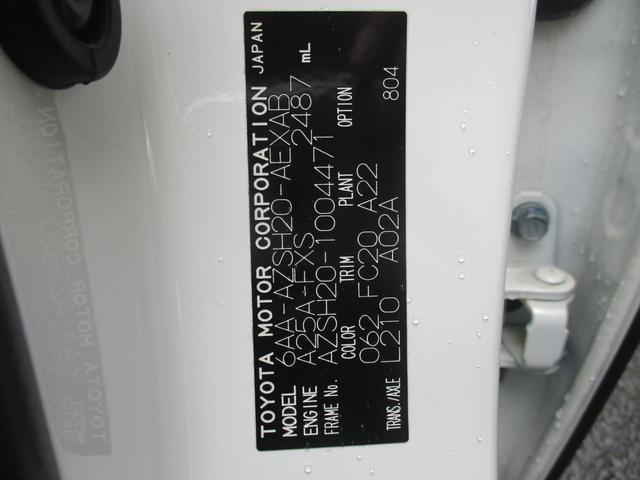 TOYOTA MOTOR CORPORATION JAPAN
MODEL 6AA-AZSH20-AEXAB
ENGINE A25A-FXS 2487 mL
FRAME No. AZSH20-1004471
COLOR TRIM PLANT OPTION
062 FC20 A22 804
TRANS./AXLE L210 A02A